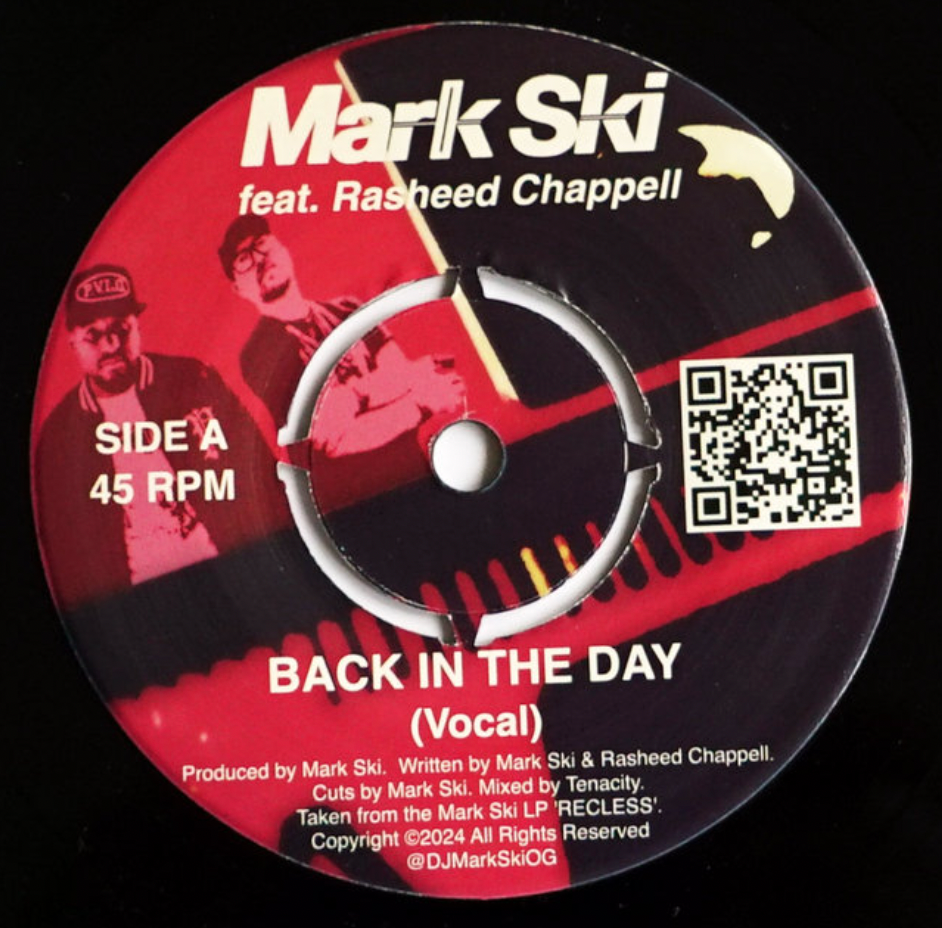 Mark Ski
feat. Rasheed Chappell
SIDE A
45 RPM
BACK IN THE DAY
(Vocal)
Produced by Mark Ski. Written by Mark Ski & Rasheed Chappell.
Cuts by Mark Ski. Mixed by Tenacity.
Taken from the Mark Ski LP 'RECLESS'.
Copyright ©2024 All Rights Reserved
@DJMarkSkiOG